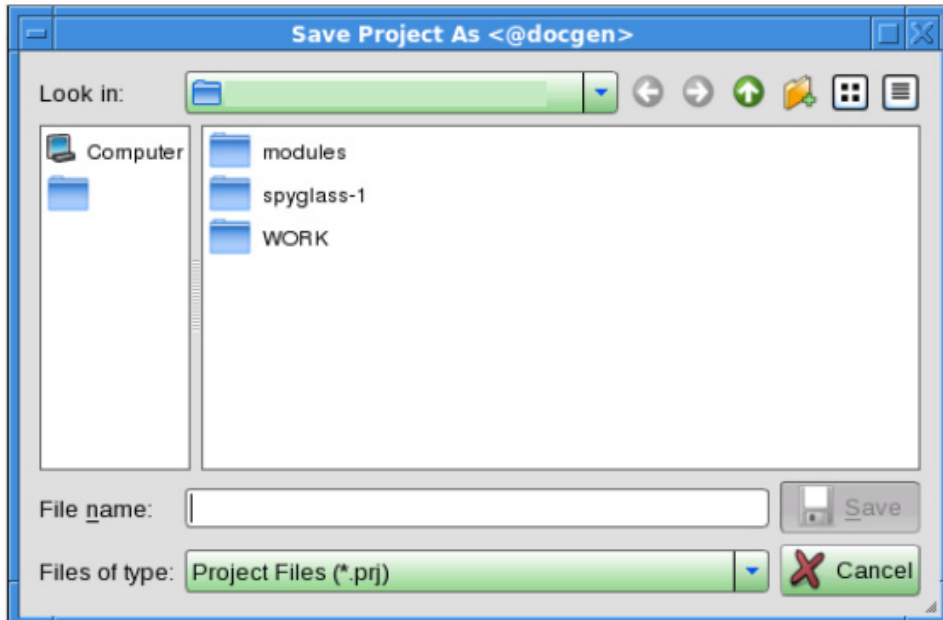 Save Project As <@docgen>
Look in:
Computer
modules
spyglass-1
WORK
File name:
Save
Files of type: Project Files (*.prj)
Cancel